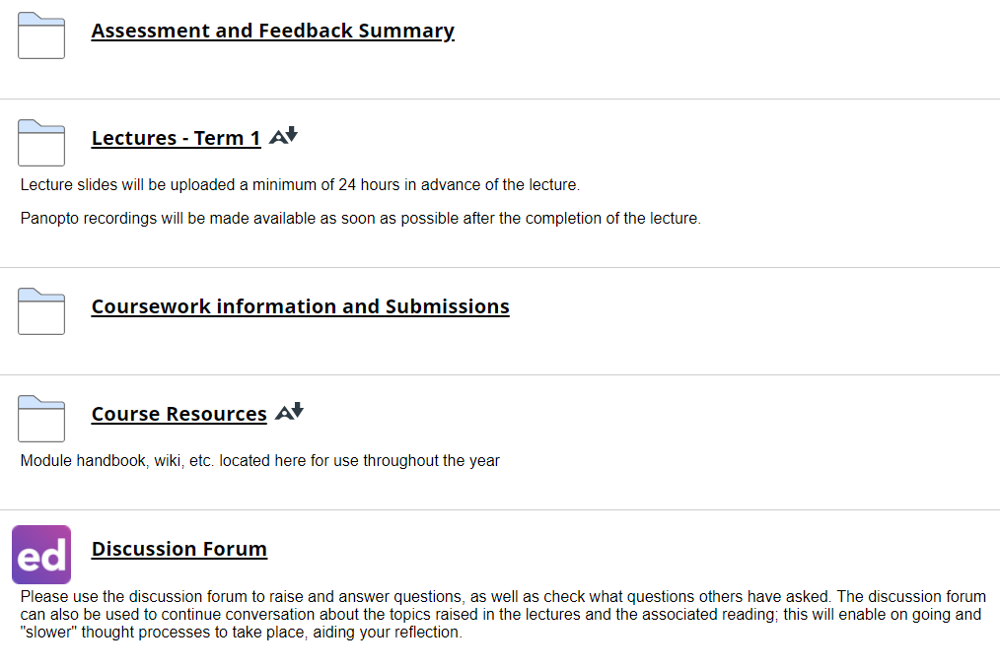 Assessment and Feedback Summary
Lectures - Term 1
Lecture slides will be uploaded a minimum of 24 hours in advance of the lecture.
Panopto recordings will be made available as soon as possible after the completion of the lecture.
Coursework information and Submissions
Course Resources
Module handbook, wiki, etc. located here for use throughout the year
ed
Discussion Forum
Please use the discussion forum to raise and answer questions, as well as check what questions others have asked. The discussion forum
can also be used to continue conversation about the topics raised in the lectures and the associated reading; this will enable on going and
"slower" thought processes to take place, aiding your reflection.